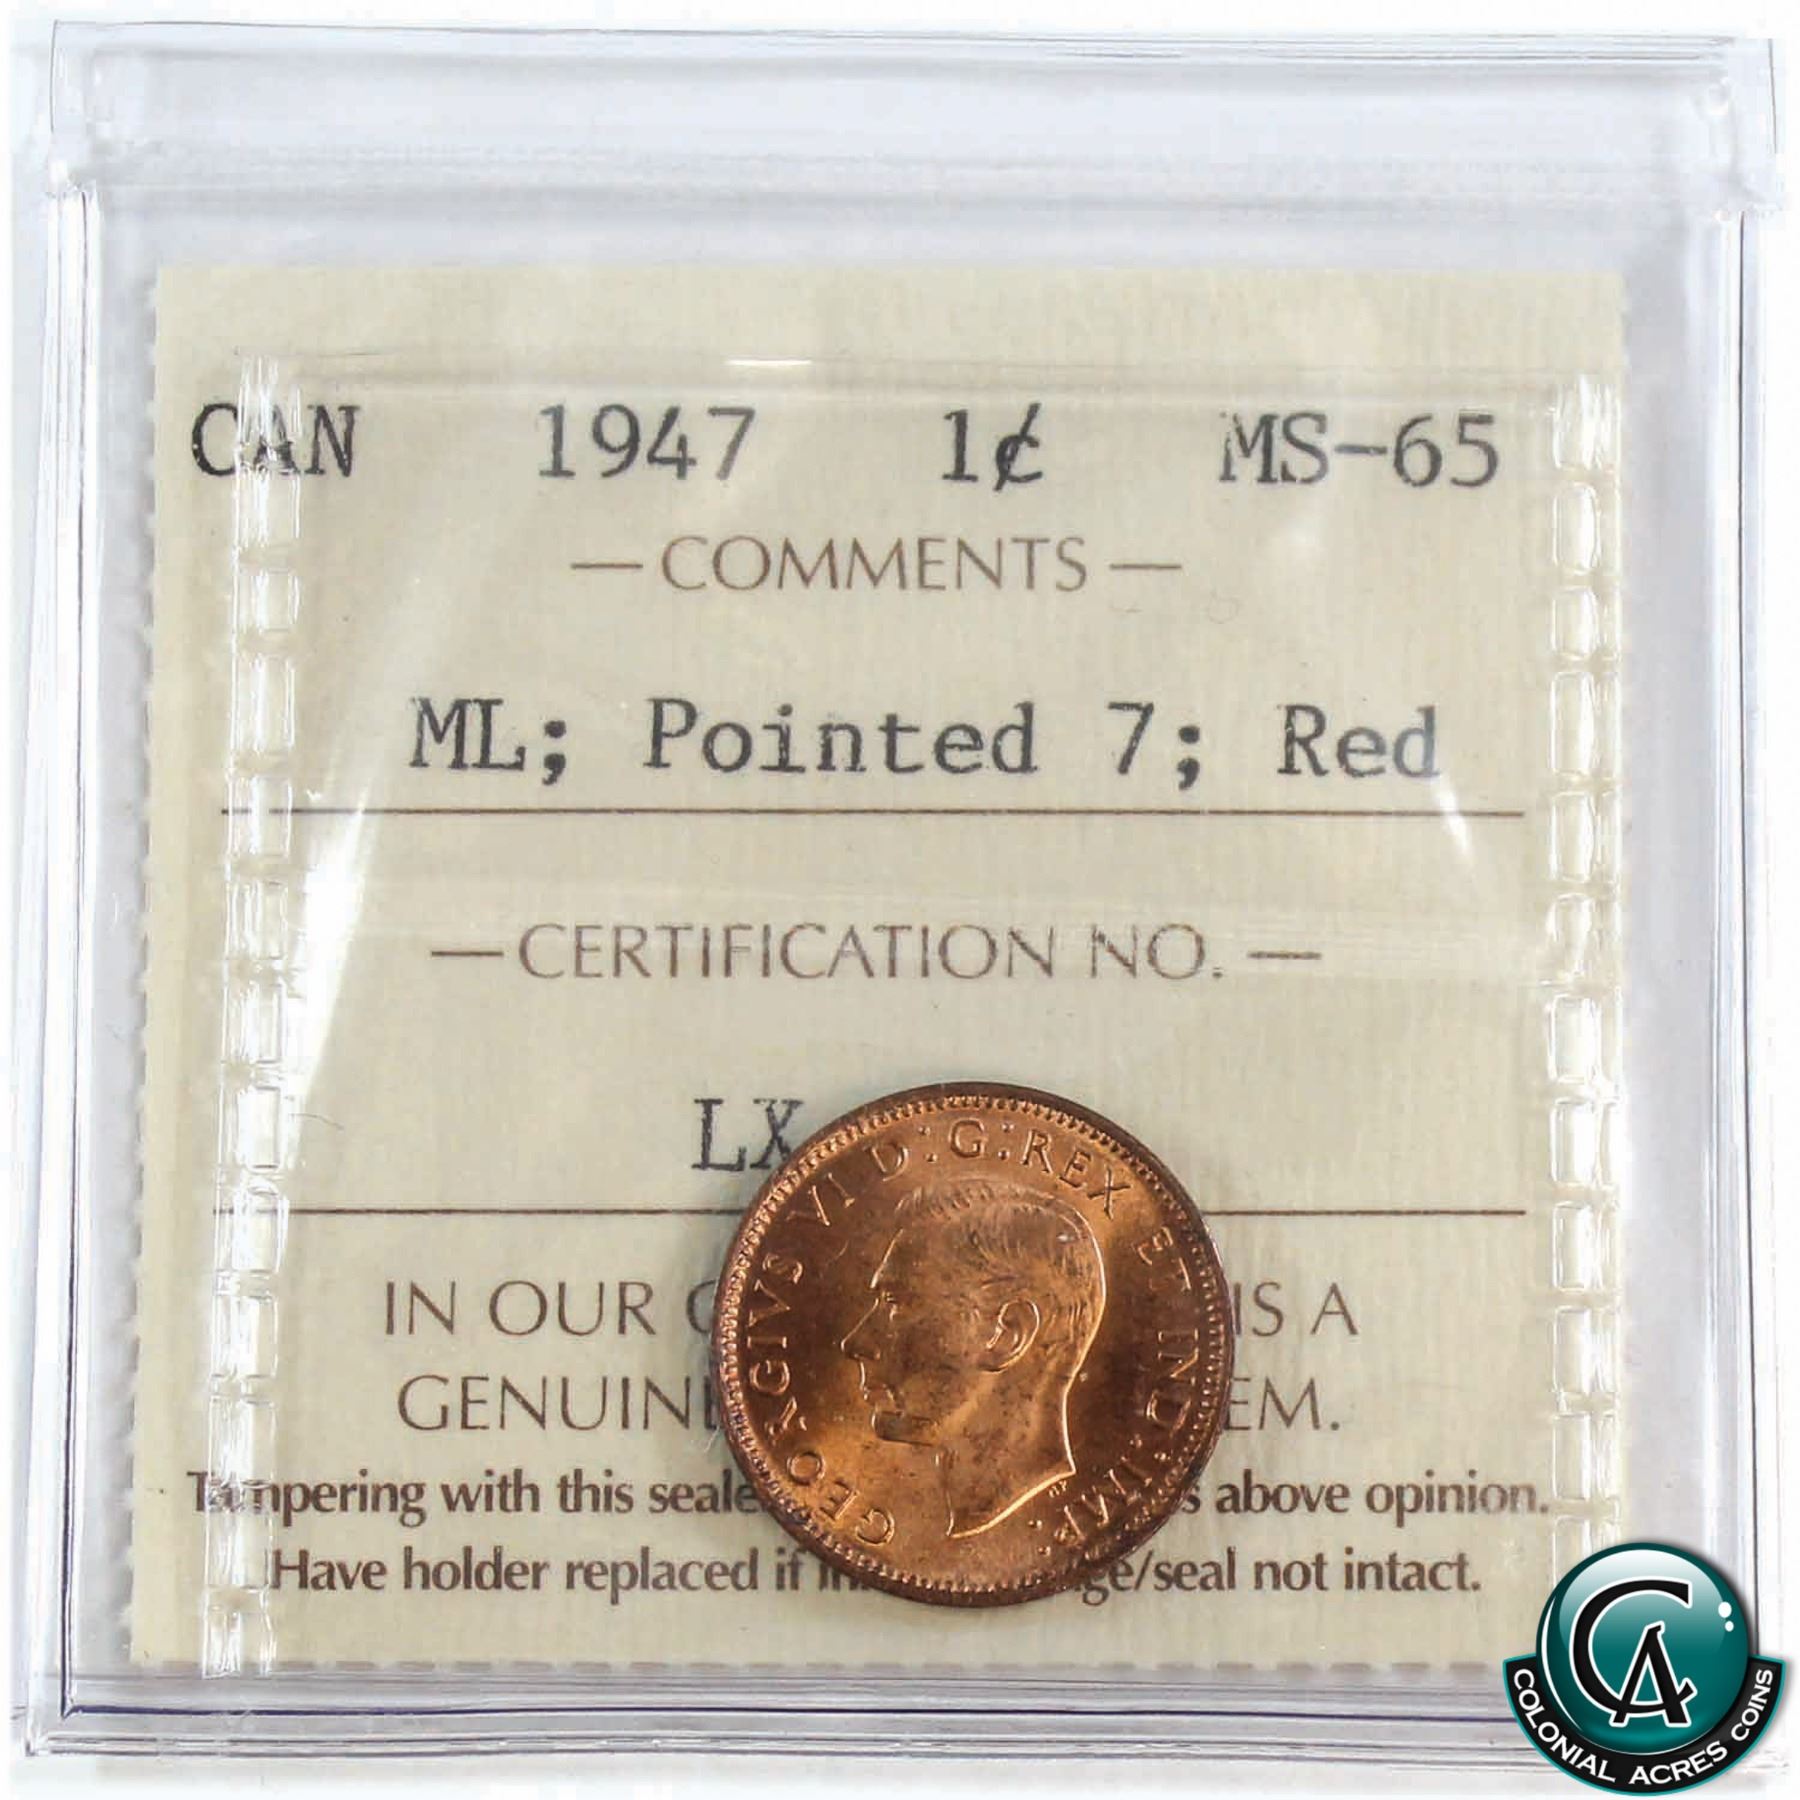 CAN 1947 1¢ MS-65
— COMMENTS —
ML; Pointed 7; Red
— CERTIFICATION NO. —
LX
GEORGIVS VI D:G:REX ET IND:IMP:
IN OUR IS A
GENUINE EM.
Tampering with this seale s above opinion.
Have holder replaced if ge/seal not intact.
CA
COLONIAL ACRES COINS